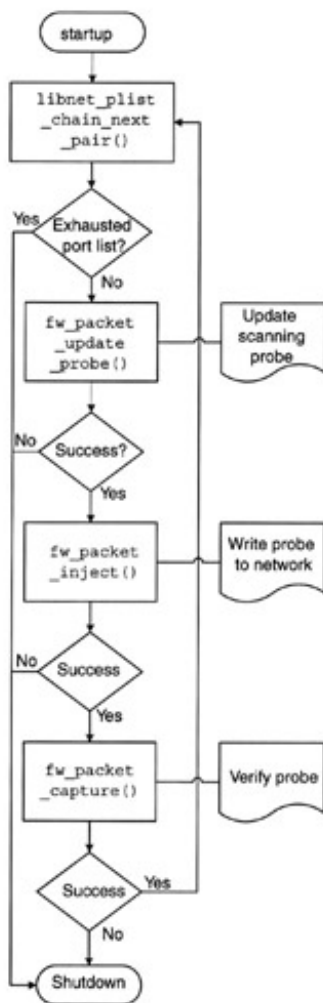 startup
libnet_plist
_chain_next
_pair()
Yes
Exhausted
port list?
No
fw_packet
_update
_probe()
Update
scanning
probe
No
Success?
Yes
fw_packet
_inject()
Write probe
to network
No
Success
Yes
fw_packet
_capture()
Verify probe
Success
Yes
No
Shutdown